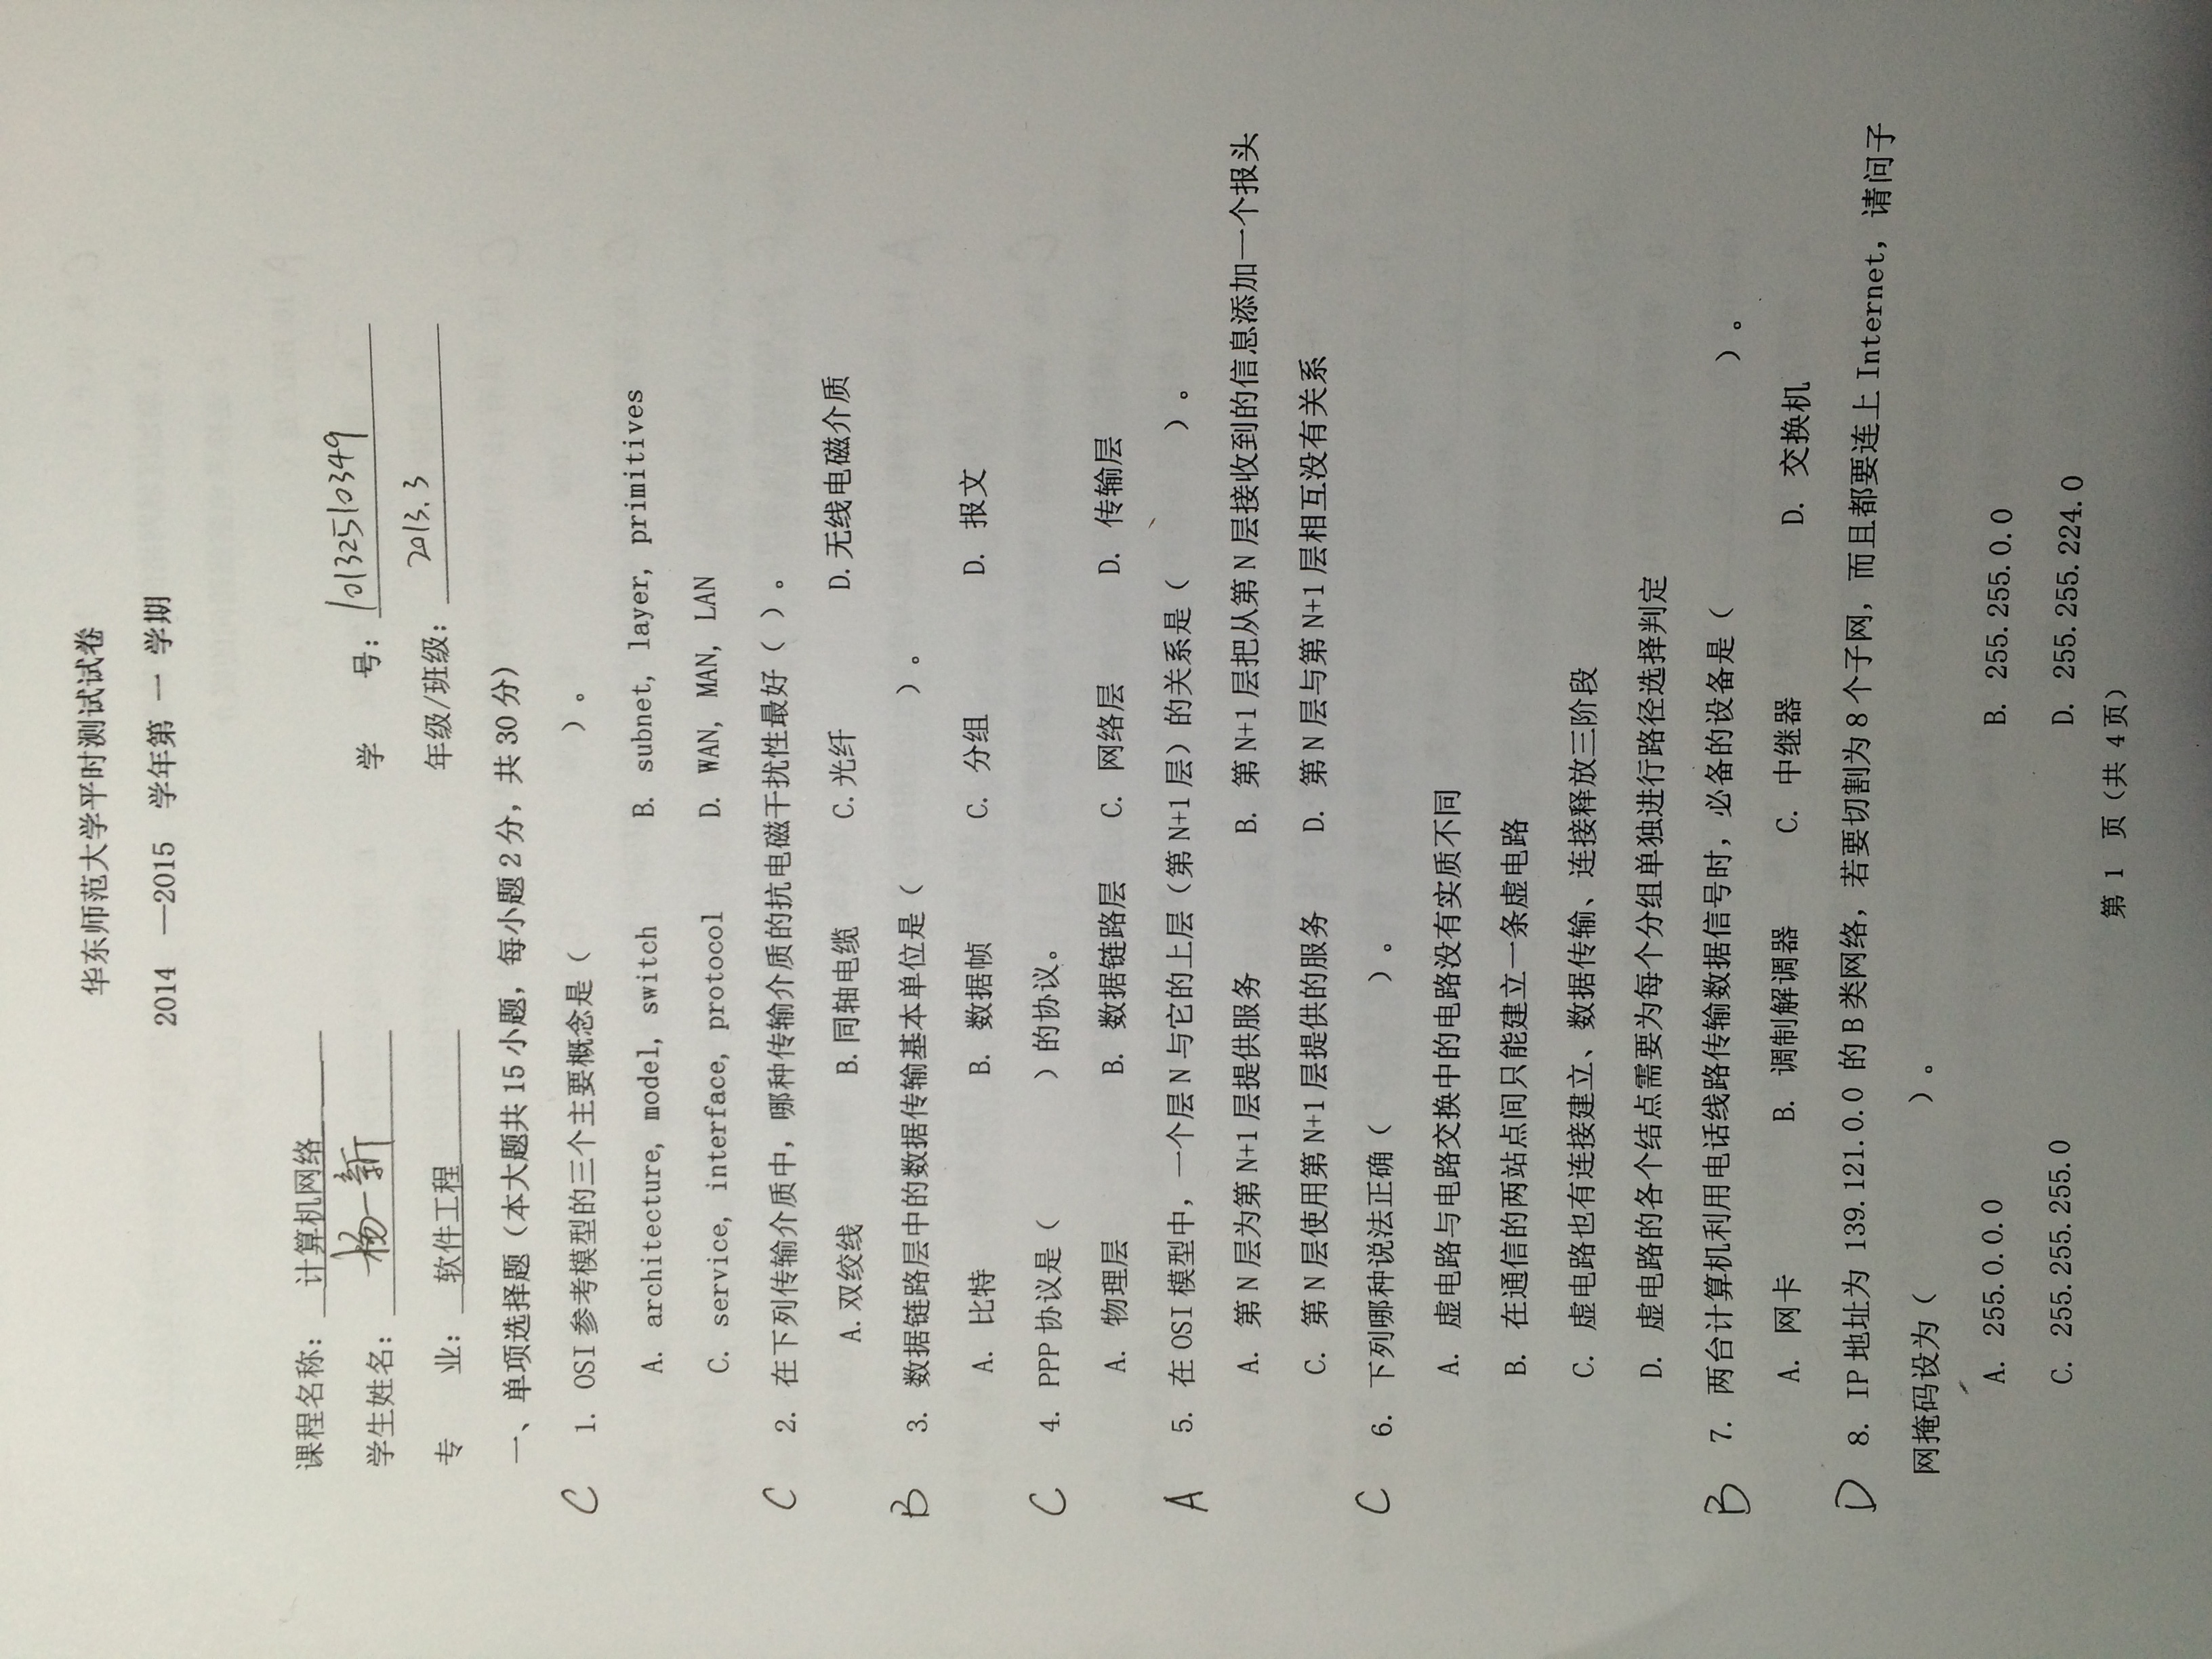 华东师范大学平时测试试卷
2014 —2015 学年第 一 学期
课程名称: 计算机网络
学生姓名: 杨一新 学 号: 10132510349
专 业: 软件工程 年级/班级: 2013.3
一、单项选择题（本大题共 15 小题，每小题 2 分，共 30 分）
C 1. OSI 参考模型的三个主要概念是（ ）。
A. architecture, model, switch B. subnet, layer, primitives
C. service, interface, protocol D. WAN, MAN, LAN
C 2. 在下列传输介质中，哪种传输介质的抗电磁干扰性最好（ ）。
A.双绞线 B.同轴电缆 C.光纤 D.无线电磁介质
B 3. 数据链路层中的数据传输基本单位是（ ）。
A. 比特 B. 数据帧 C. 分组 D. 报文
C 4. PPP 协议是（ ）的协议。
A. 物理层 B. 数据链路层 C. 网络层 D. 传输层
A 5. 在 OSI 模型中，一个层 N 与它的上层（第 N+1 层）的关系是（ ）。
A. 第 N 层为第 N+1 层提供服务 B. 第 N+1 层把从第 N 层接收到的信息添加一个报头
C. 第 N 层使用第 N+1 层提供的服务 D. 第 N 层与第 N+1 层相互没有关系
C 6. 下列哪种说法正确（ ）。
A. 虚电路与电路交换中的电路没有实质不同
B. 在通信的两站点间只能建立一条虚电路
C. 虚电路也有连接建立、数据传输、连接释放三阶段
D. 虚电路的各个结点需要为每个分组单独进行路径选择判定
B 7. 两台计算机利用电话线路传输数据信号时，必备的设备是（ ）。
A. 网卡 B. 调制解调器 C. 中继器 D. 交换机
D 8. IP 地址为 139.121.0.0 的 B 类网络，若要切割为 8 个子网，而且都要连上 Internet，请问子
网掩码设为（ ）。
A. 255.0.0.0 B. 255.255.0.0
C. 255.255.255.0 D. 255.255.224.0
第 1 页（共 4页）